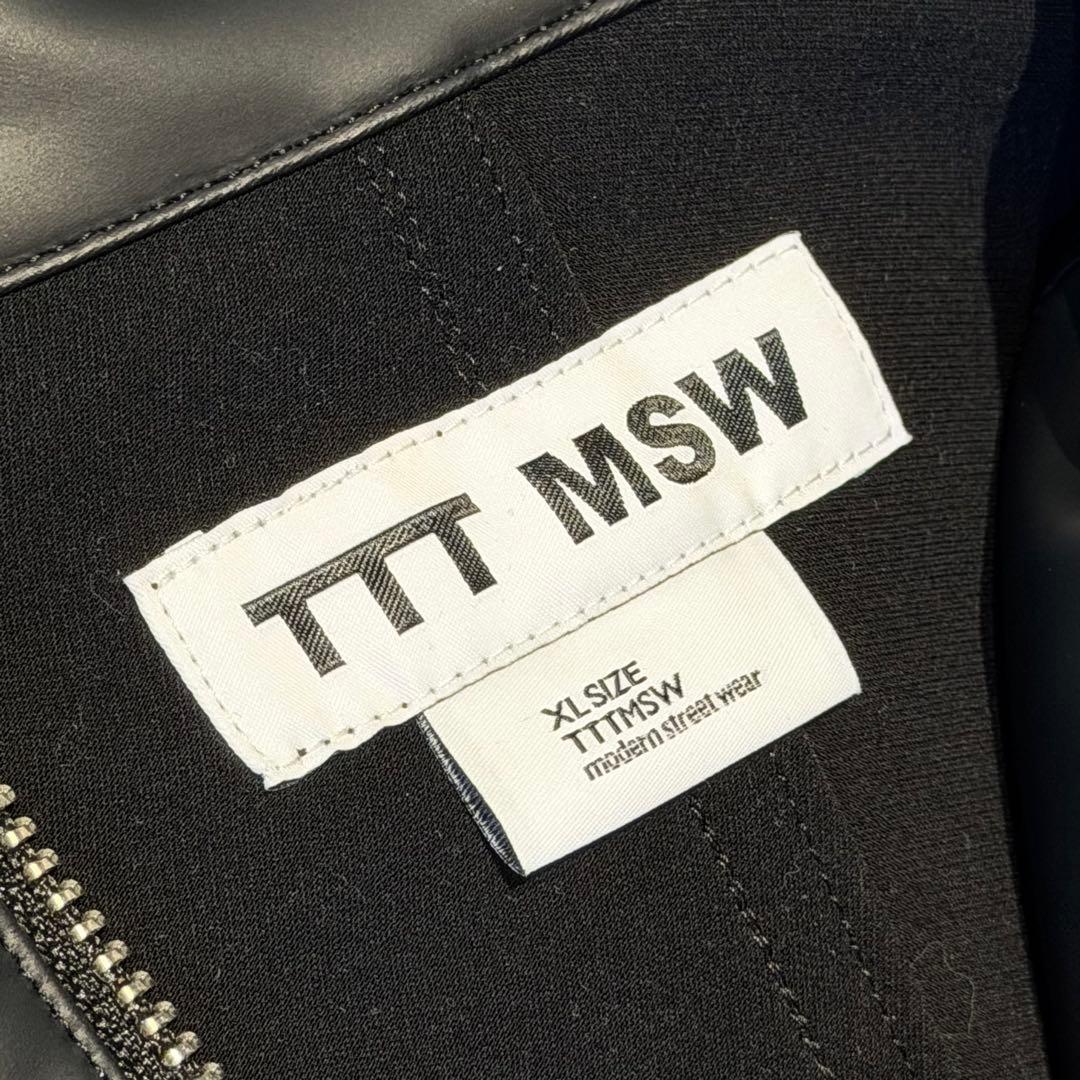 TTT MSW
XL SIZE
TTTMSW
modern street wear